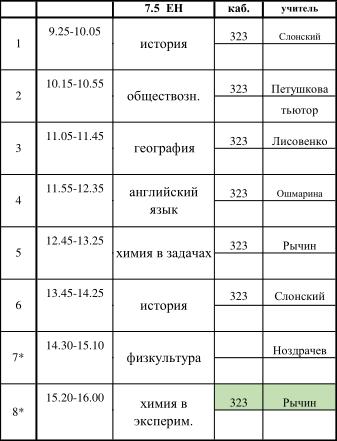 7.5 ЕН каб. учитель
1 9.25-10.05 история 323 Слонский
2 10.15-10.55 обществозн. 323 Петушкова
тьютор
3 11.05-11.45 география 323 Лисовенко
4 11.55-12.35 английский 323 Ошмарина
язык
5 12.45-13.25 химия в задачах 323 Рычин
6 13.45-14.25 история 323 Слонский
7* 14.30-15.10 физкультура Ноздрачев
8* 15.20-16.00 химия в 323 Рычин
эксперим.